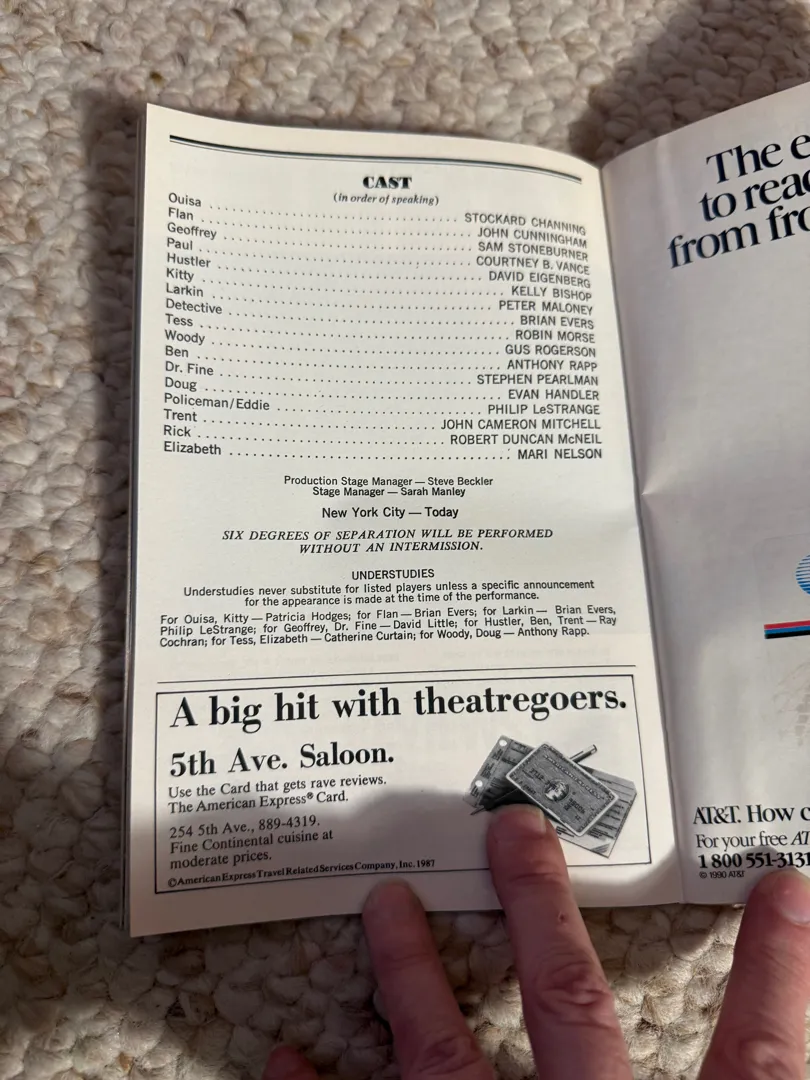 CAST
(in order of speaking)
Ouisa ........ STOCKARD CHANNING
Flan ........ JOHN CUNNINGHAM
Geoffrey ........ SAM STONEBURNER
Paul ........ COURTNEY B. VANCE
Hustler ........ DAVID EIGENBERG
Kitty ........ KELLY BISHOP
Larkin ........ PETER MALONEY
Detective ........ BRIAN EVERS
Tess ........ ROBIN MORSE
Woody ........ GUS ROGERSON
Ben ........ ANTHONY RAPP
Dr. Fine ........ STEPHEN PEARLMAN
Doug ........ EVAN HANDLER
Policeman/Eddie ........ PHILIP LeSTRANGE
Trent ........ JOHN CAMERON MITCHELL
Rick ........ ROBERT DUNCAN McNEIL
Elizabeth ........ MARI NELSON
Production Stage Manager — Steve Beckler
Stage Manager — Sarah Manley
New York City — Today
SIX DEGREES OF SEPARATION WILL BE PERFORMED
WITHOUT AN INTERMISSION.
UNDERSTUDIES
Understudies never substitute for listed players unless a specific announcement
for the appearance is made at the time of the performance.
For Ouisa, Kitty — Patricia Hodges; for Flan — Brian Evers; for Larkin — Brian Evers,
Philip LeStrange; for Geoffrey, Dr. Fine — David Little; for Hustler, Ben, Trent — Ray
Cochran; for Tess, Elizabeth — Catherine Curtain; for Woody, Doug — Anthony Rapp.
A big hit with theatregoers.
5th Ave. Saloon.
Use the Card that gets rave reviews.
The American Express® Card.
254 5th Ave., 889-4319.
Fine Continental cuisine at
moderate prices.
©American Express Travel Related Services Company, Inc. 1987
The
to
from
AT&T. How
For your free
1 800 551-3131
© 1990 AT&T